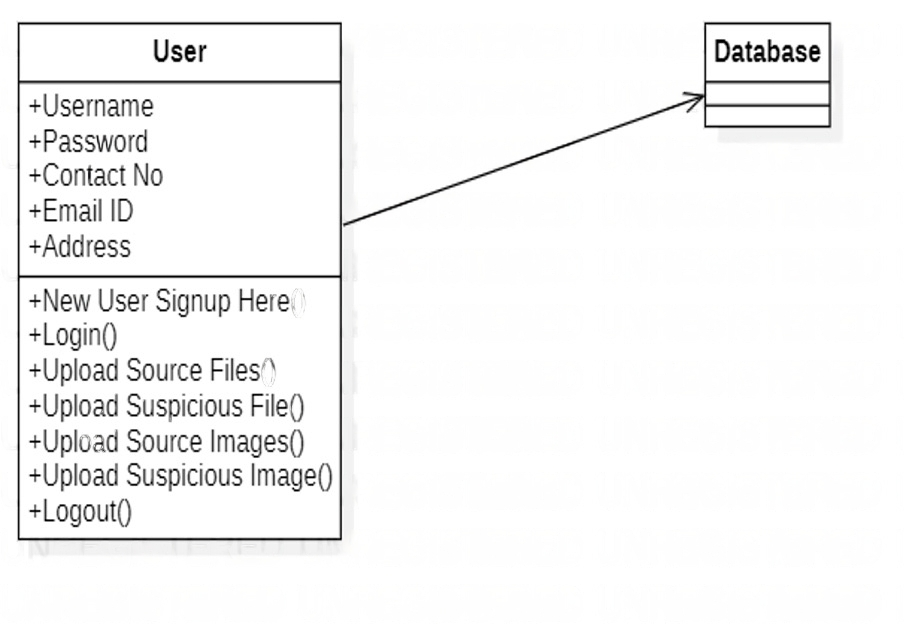 User
+Username
+Password
+Contact No
+Email ID
+Address
+New User Signup Here()
+Login()
+Upload Source Files()
+Upload Suspicious File()
+Upload Source Images()
+Upload Suspicious Image()
+Logout()
Database